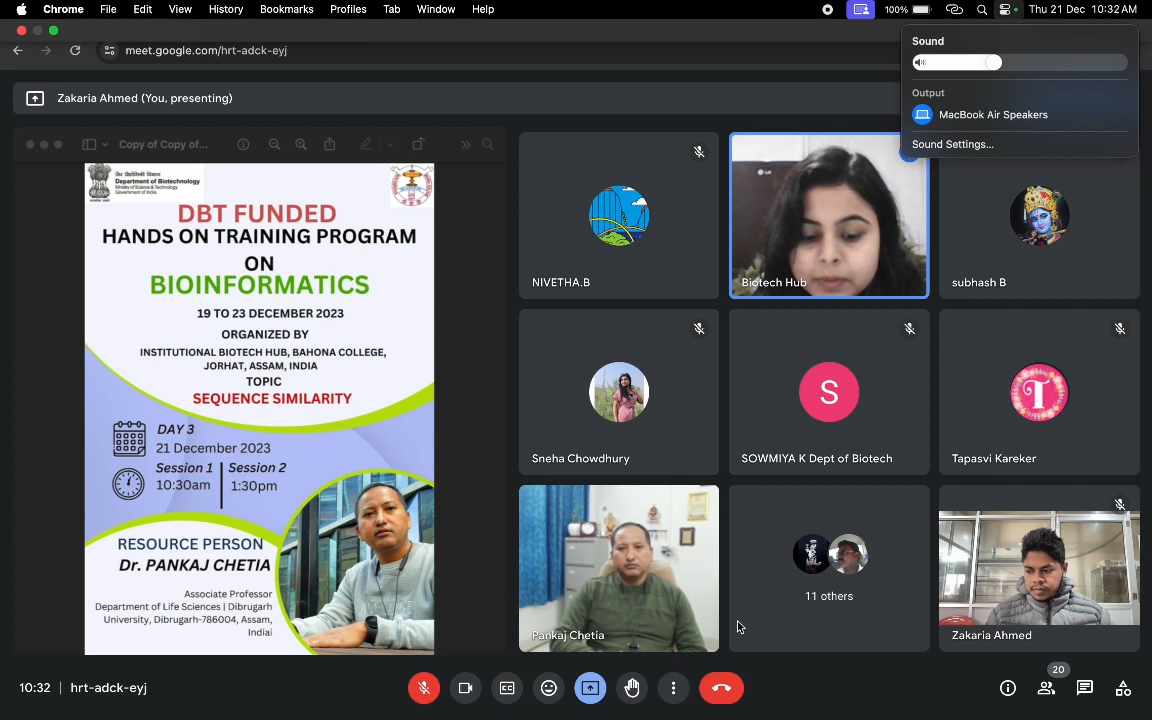 Chrome File Edit View History Bookmarks Profiles Tab Window Help 100% Thu 21 Dec 10:32 AM
meet.google.com/hrt-adck-eyj
Sound
Output
MacBook Air Speakers
Sound Settings...
Zakaria Ahmed (You, presenting)
Copy of Copy of...
Department of Biotechnology
Ministry of Science & Technology
Government of India
DBT FUNDED
HANDS ON TRAINING PROGRAM
ON
BIOINFORMATICS
19 TO 23 DECEMBER 2023
ORGANIZED BY
INSTITUTIONAL BIOTECH HUB, BAHONA COLLEGE,
JORHAT, ASSAM, INDIA
TOPIC
SEQUENCE SIMILARITY
DAY 3
21 December 2023
Session 1 Session 2
10:30am 1:30pm
RESOURCE PERSON
Dr. PANKAJ CHETIA
Associate Professor
Department of Life Sciences | Dibrugarh
University, Dibrugarh-786004, Assam,
Indiai
NIVETHA.B
LG
Biotech Hub
subhash B
Sneha Chowdhury
S
SOWMIYA K Dept of Biotech
T
Tapasvi Kareker
Pankaj Chetia
11 others
Zakaria Ahmed
10:32 | hrt-adck-eyj
20